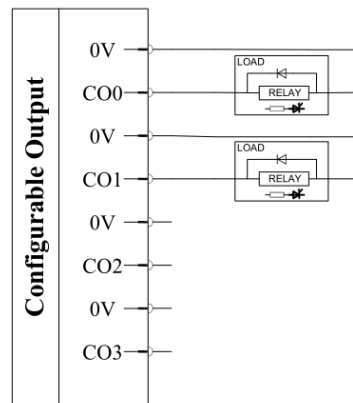 Configurable Output
0V
LOAD
CO0
RELAY
0V
LOAD
CO1
RELAY
0V
CO2
0V
CO3